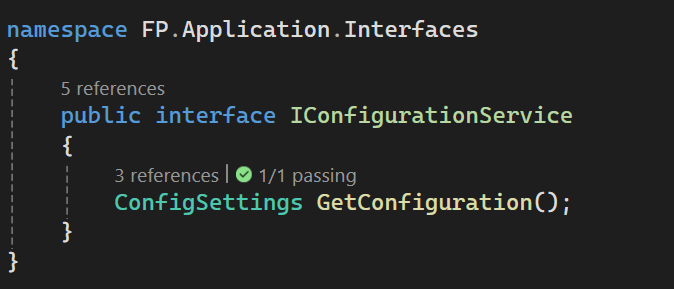 namespace FP.Application.Interfaces
{
5 references
public interface IConfigurationService
{
3 references | 1/1 passing
ConfigSettings GetConfiguration();
}
}